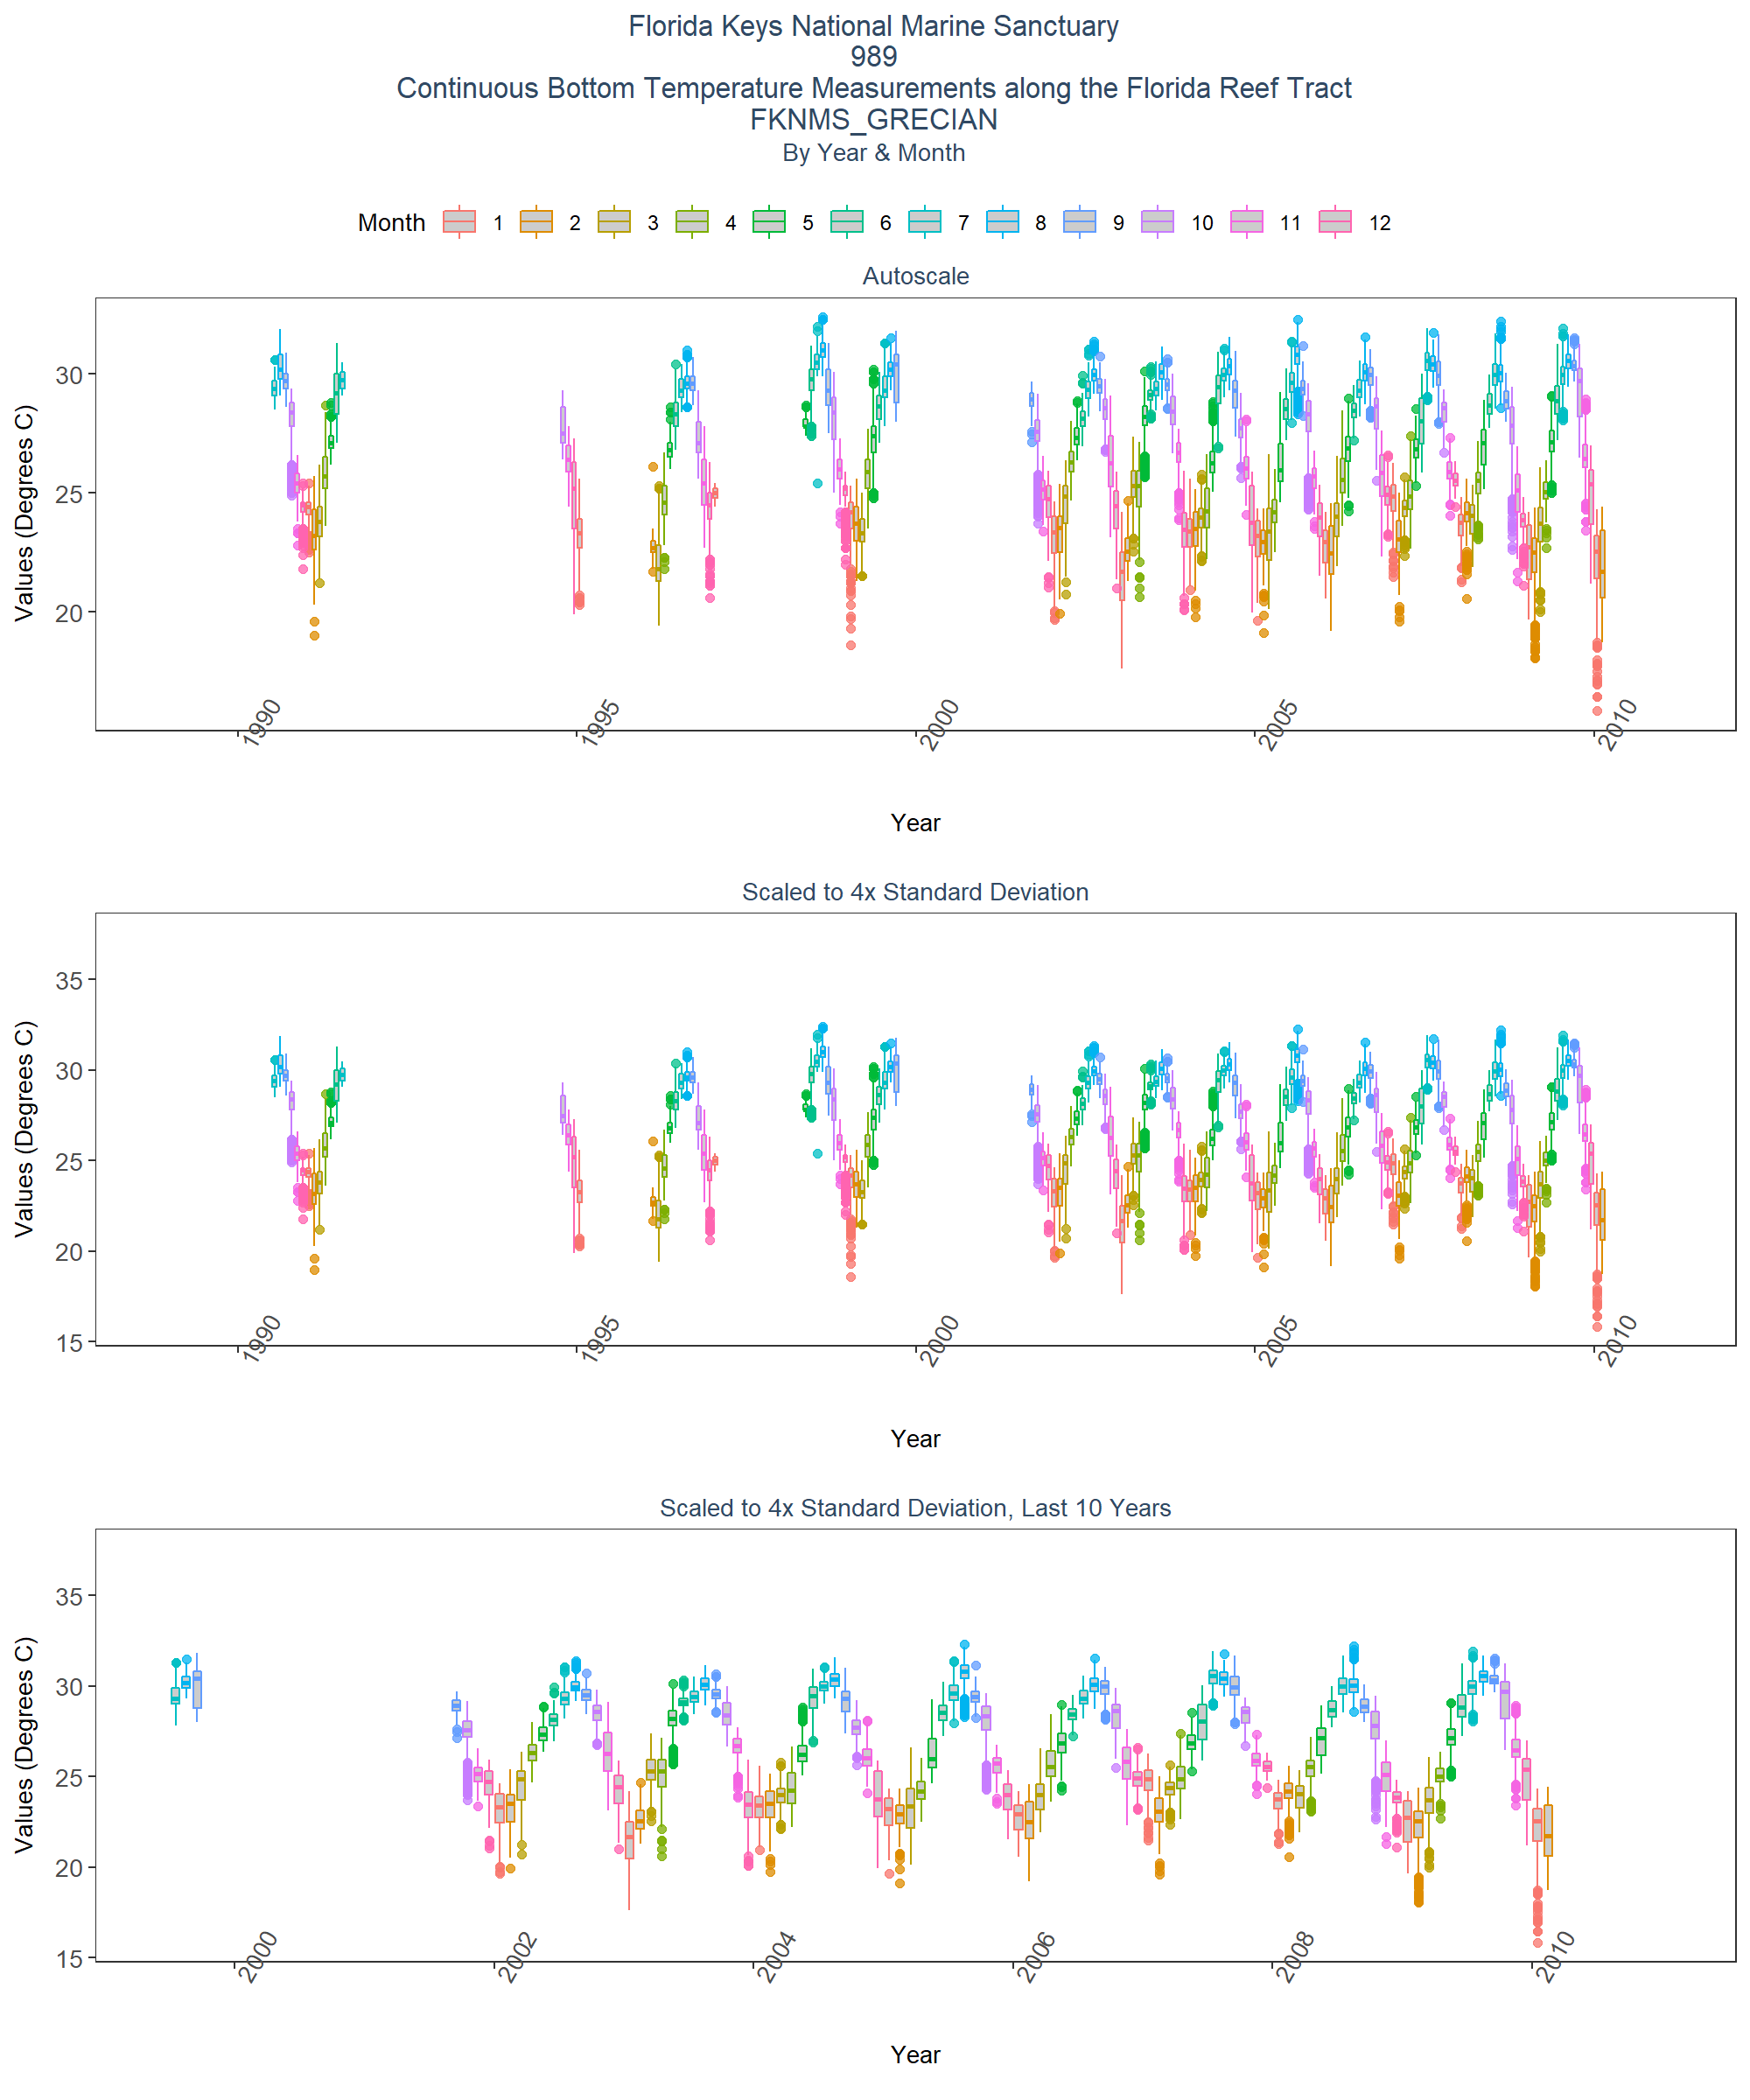 Florida Keys National Marine Sanctuary
989
Continuous Bottom Temperature Measurements along the Florida Reef Tract
FKNMS_GRECIAN
By Year & Month
Month 1 2 3 4 5 6 7 8 9 10 11 12
Autoscale
Values (Degrees C)
30
25
20
1990 1995 2000 2005 2010
Year
Scaled to 4x Standard Deviation
Values (Degrees C)
35
30
25
20
15
1990 1995 2000 2005 2010
Year
Scaled to 4x Standard Deviation, Last 10 Years
Values (Degrees C)
35
30
25
20
15
2000 2002 2004 2006 2008 2010
Year